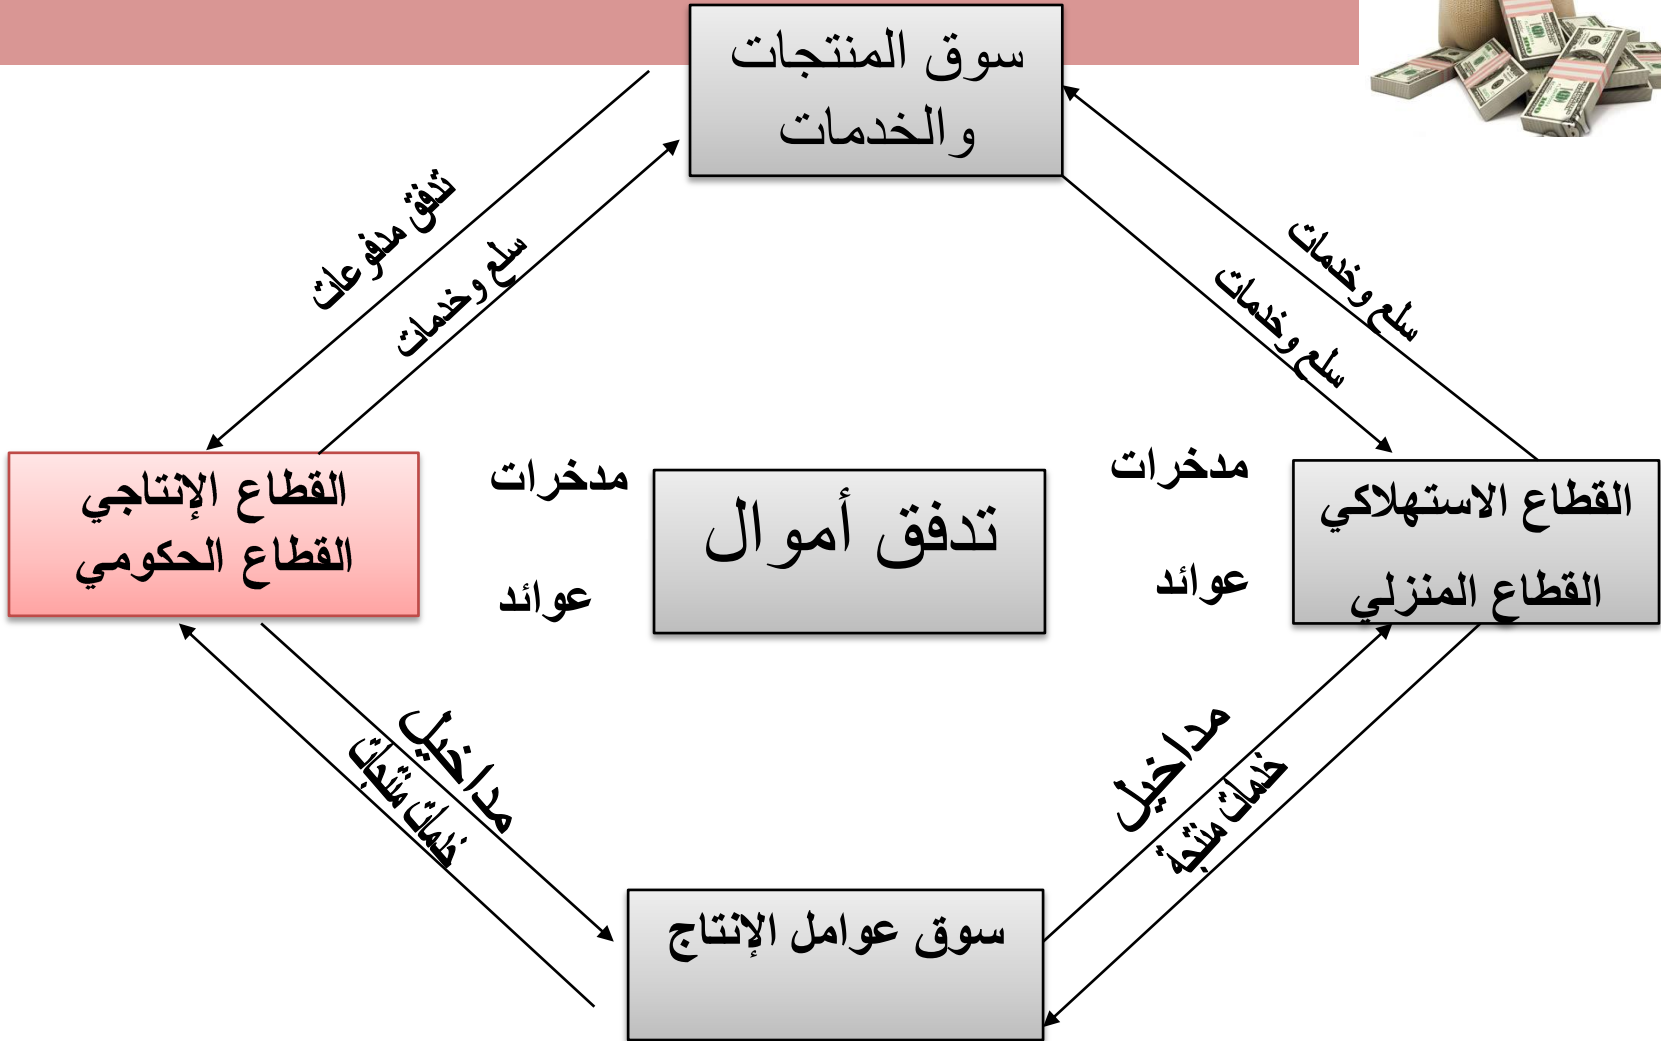 سوق المنتجات
والخدمات
تدفق مدفوعات
سلع وخدمات
سلع وخدمات
سلع وخدمات
القطاع الإنتاجي
القطاع الحكومي
مدخرات
عوائد
تدفق أموال
مدخرات
عوائد
القطاع الاستهلاكي
القطاع المنزلي
مداخيل
خدمات منتجات
مداخيل
خدمات منتجة
سوق عوامل الإنتاج